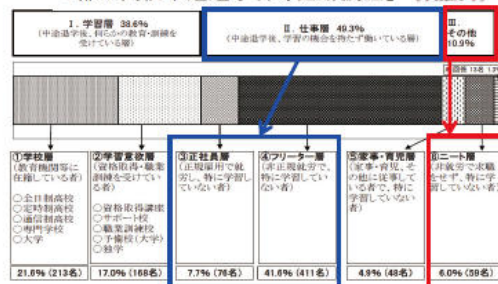 Ⅰ. 学習層 38.6%
(中途退学後、何らかの教育・訓練を
受けている層)
Ⅱ. 仕事層 49.3%
(中途退学後、学習の機会を持たず働いている層)
Ⅲ.
その他
10.9%
①学校層
(教育機関等に
在籍している者)
○全日制高校
○定時制高校
○通信制高校
○専門学校
○大学
②学習意欲層
(資格取得・職業
訓練を受けてい
る者)
○資格取得講座
○サポート校
○職業訓練校
○予備校(大学)
○独学
③正社員層
(正規雇用で就
労し、特に学習し
ていない者)
④フリーター層
(非正規就労で、
特に学習してい
ない者)
⑤家事・育児層
(家事・育児、そ
の他に従事して
いる者で、特に
学習していない
者)
⑥ニート層
(非就労で求職
もせず、特に学
習していない者)
21.6% (213名)
17.0% (168名)
7.7% (76名)
41.6% (411名)
4.9% (48名)
6.0% (59名)